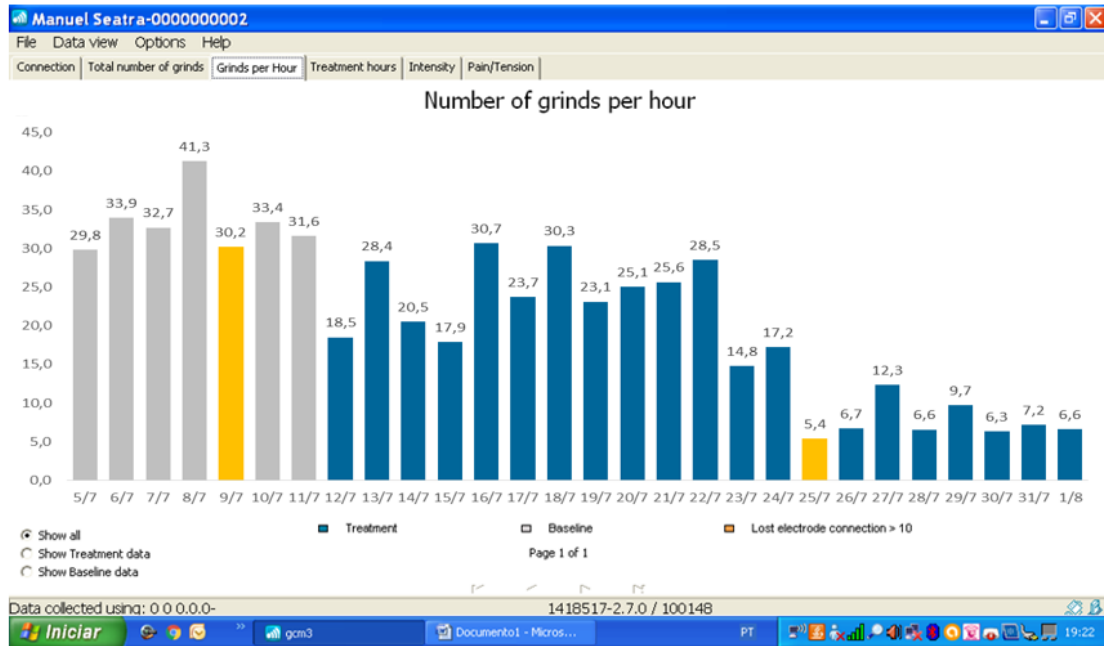 Manuel Seatra-0000000002
File Data view Options Help
Connection Total number of grinds Grinds per Hour Treatment hours Intensity Pain/Tension
Number of grinds per hour
45,0
40,0
35,0
30,0
25,0
20,0
15,0
10,0
5,0
0,0
29,8 33,9 32,7 41,3 30,2 33,4 31,6 18,5 28,4 20,5 17,9 30,7 23,7 30,3 23,1 25,1 25,6 28,5 14,8 17,2 5,4 6,7 12,3 6,6 9,7 6,3 7,2 6,6
5/7 6/7 7/7 8/7 9/7 10/7 11/7 12/7 13/7 14/7 15/7 16/7 17/7 18/7 19/7 20/7 21/7 22/7 23/7 24/7 25/7 26/7 27/7 28/7 29/7 30/7 31/7 1/8
Treatment Baseline Lost electrode connection > 10
Show all
Show Treatment data
Show Baseline data
Page 1 of 1
Data collected using: 0 0 0.0.0- 1418517-2.7.0 / 100148
Iniciar gcm3 Documento1 - Micros... PT 19:22